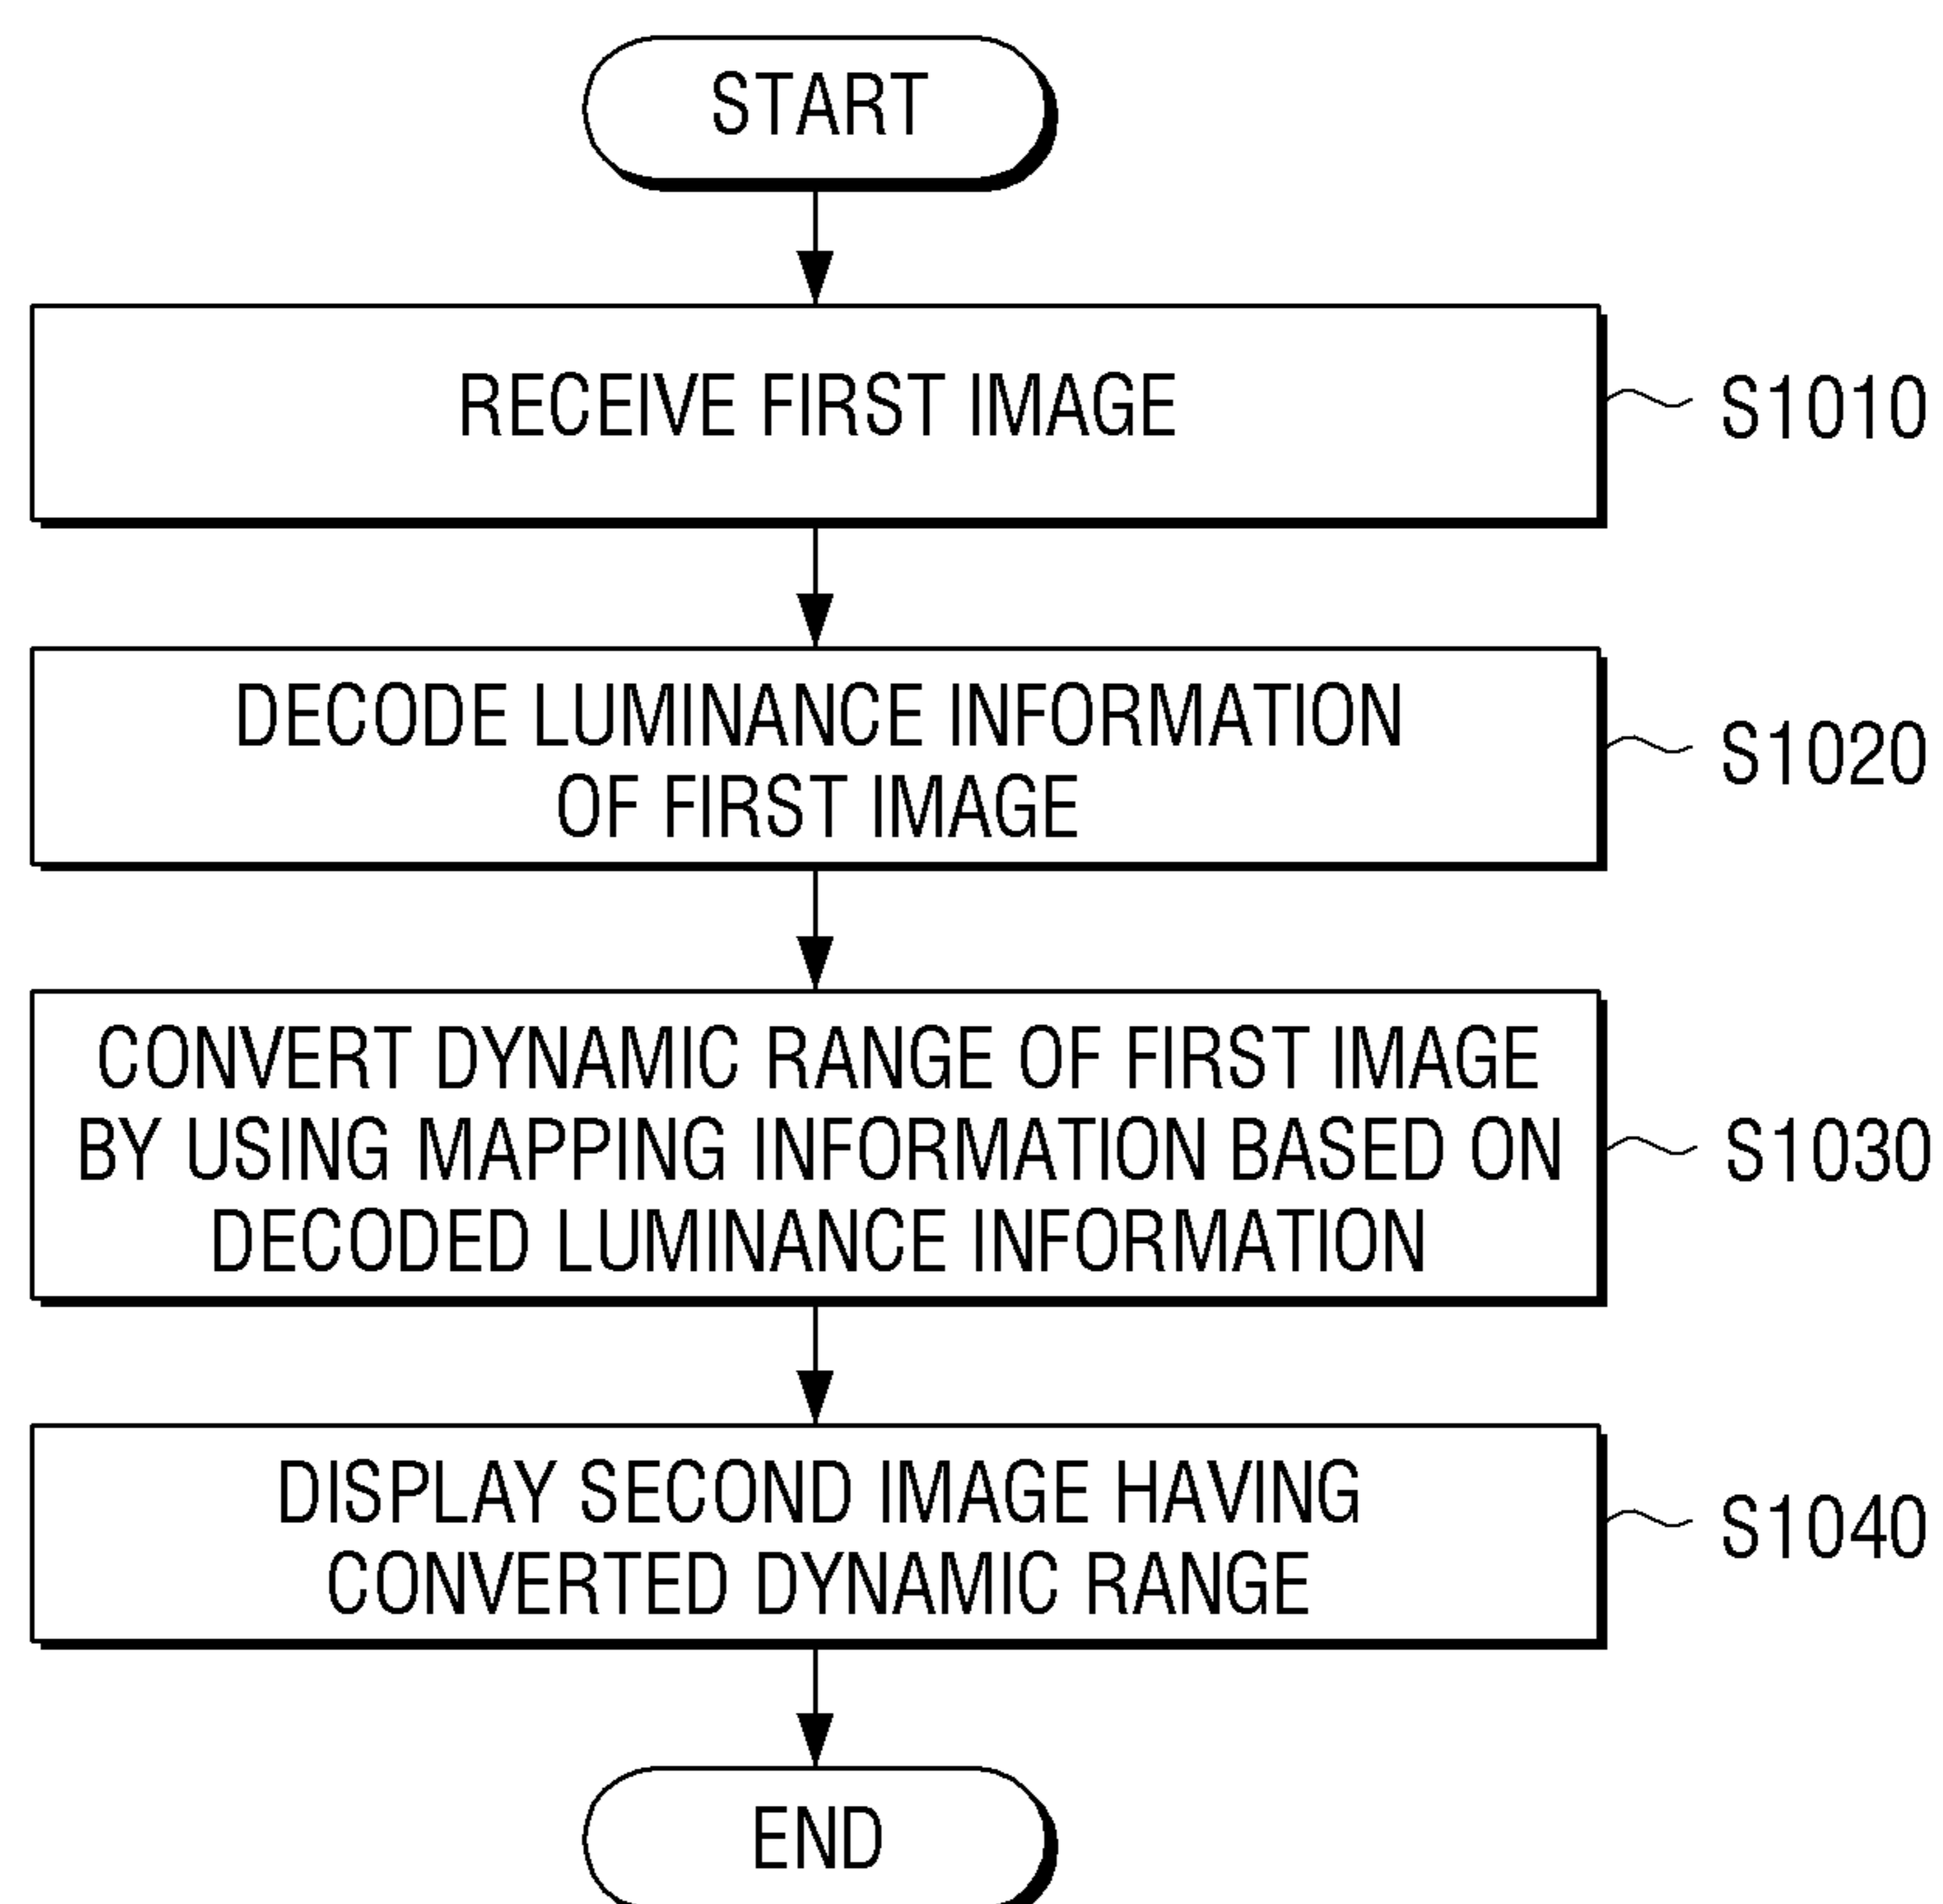 START
RECEIVE FIRST IMAGE
S1010
DECODE LUMINANCE INFORMATION
OF FIRST IMAGE
S1020
CONVERT DYNAMIC RANGE OF FIRST IMAGE
BY USING MAPPING INFORMATION BASED ON
DECODED LUMINANCE INFORMATION
S1030
DISPLAY SECOND IMAGE HAVING
CONVERTED DYNAMIC RANGE
S1040
END